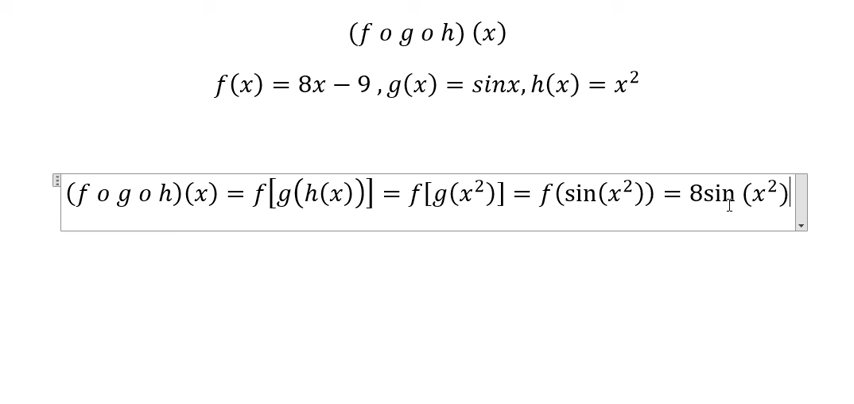 (f o g o h) (x)
f(x) = 8x − 9 , g(x) = sinx, h(x) = x²
(f o g o h)(x) = f[g(h(x))] = f[g(x²)] = f(sin(x²)) = 8sin (x²)